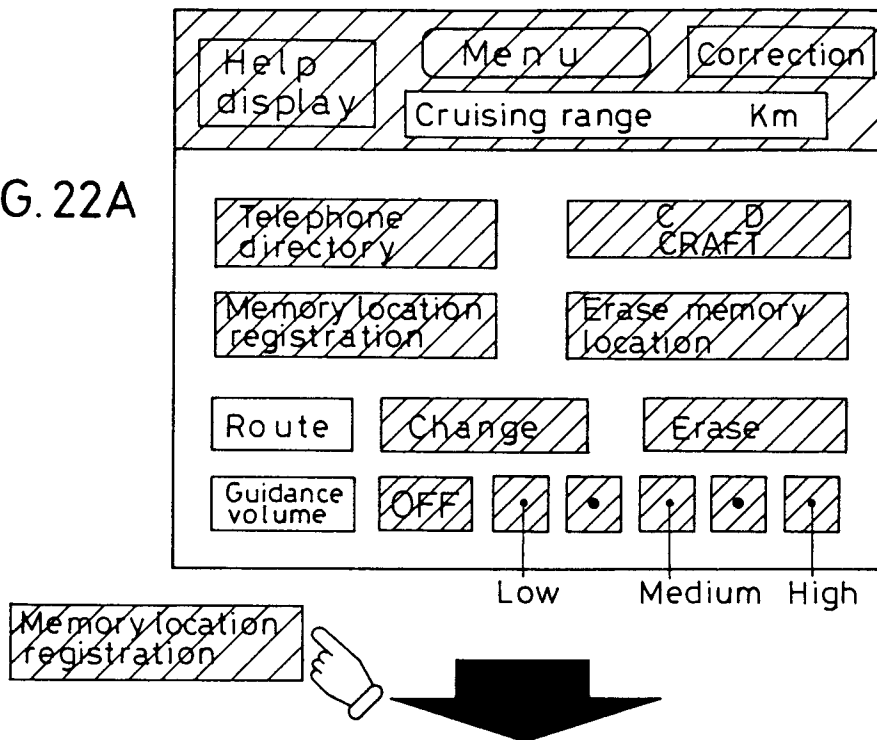 Help
display
Menu
Correction
Cruising range Km
G. 22A
Telephone
directory
C D
CRAFT
Memory location
registration
Erase memory
location
Route
Change
Erase
Guidance
volume
OFF
Low
Medium
High
Memory location
registration